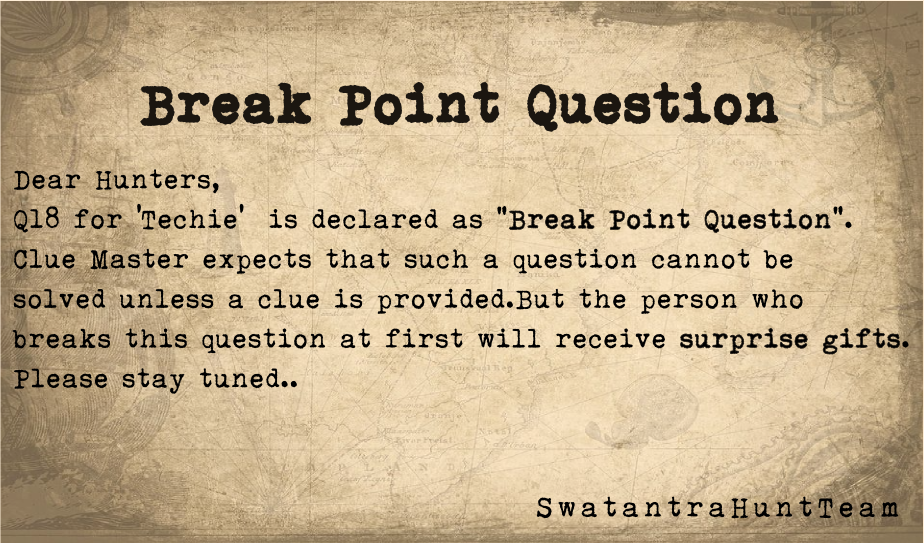 Break Point Question
Dear Hunters,
Q18 for 'Techie' is declared as "Break Point Question".
Clue Master expects that such a question cannot be
solved unless a clue is provided.But the person who
breaks this question at first will receive surprise gifts.
Please stay tuned..
SwatantraHuntTeam